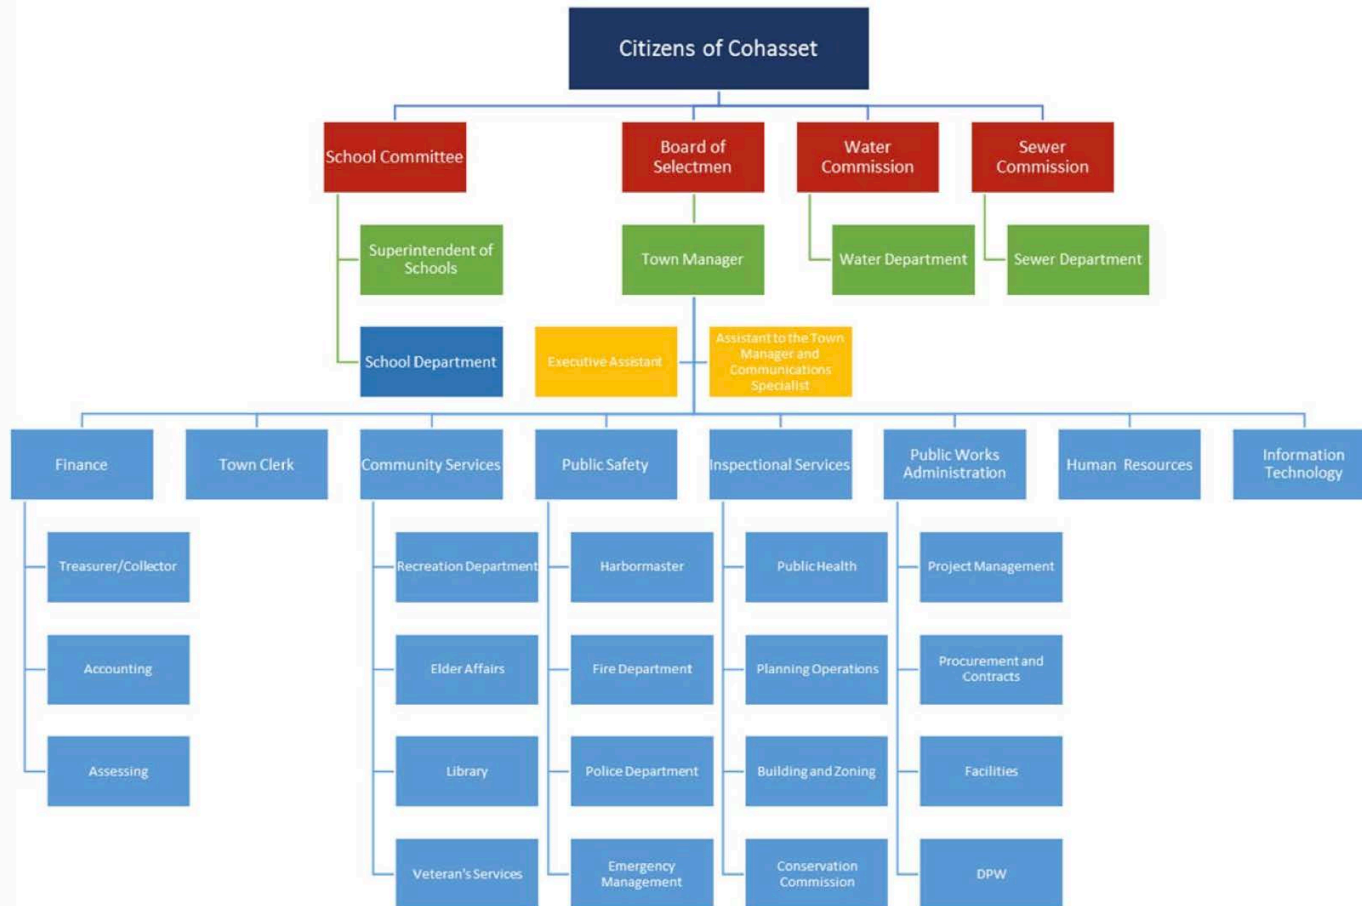 Citizens of Cohasset
School Committee
Board of
Selectmen
Water
Commission
Sewer
Commission
Superintendent of
Schools
Town Manager
Water Department
Sewer Department
School Department
Executive Assistant
Assistant to the Town
Manager and
Communications
Specialist
Finance
Town Clerk
Community Services
Public Safety
Inspectional Services
Public Works
Administration
Human Resources
Information
Technology
Treasurer/Collector
Recreation Department
Harbormaster
Public Health
Project Management
Accounting
Elder Affairs
Fire Department
Planning Operations
Procurement and
Contracts
Assessing
Library
Police Department
Building and Zoning
Facilities
Veteran's Services
Emergency
Management
Conservation
Commission
DPW